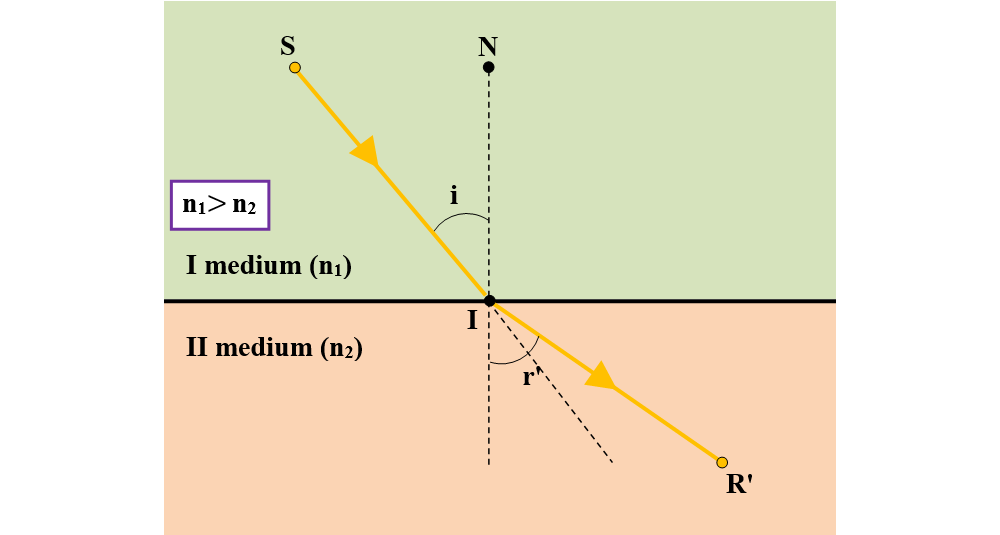 S
N
i
n₁> n₂
I medium (n₁)
I
II medium (n₂)
r'
R'